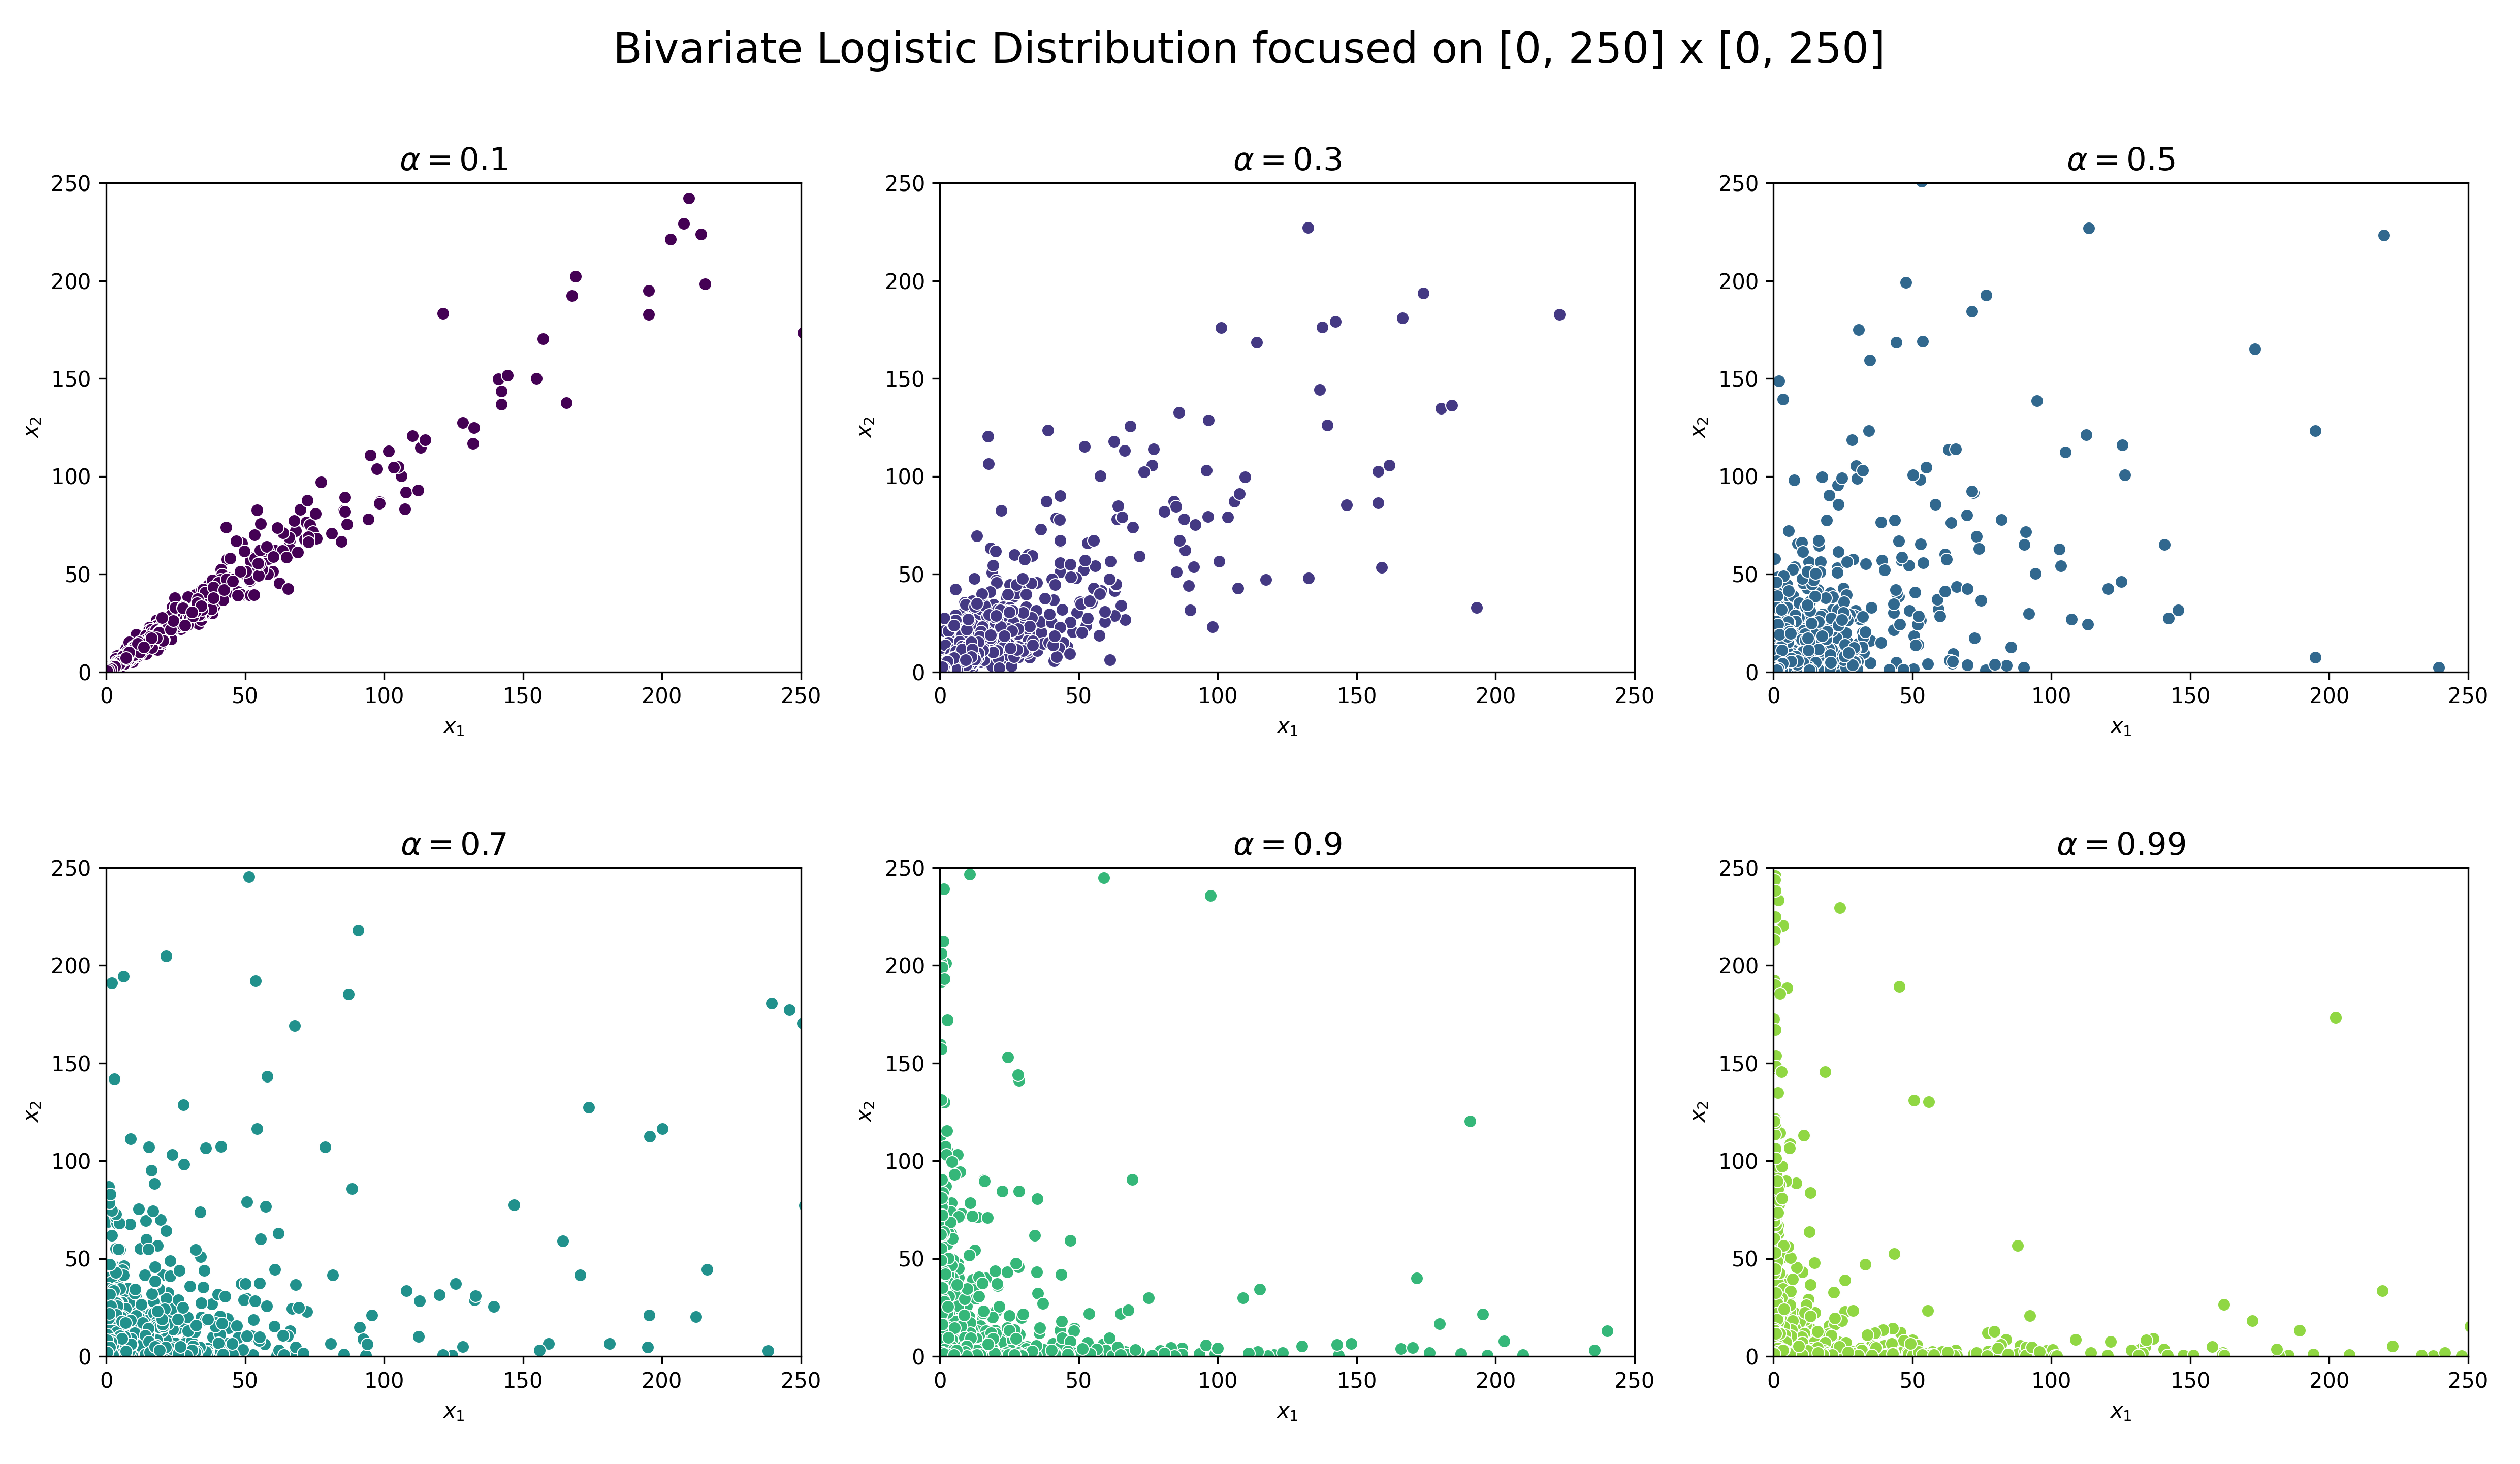 Bivariate Logistic Distribution focused on [0, 250] x [0, 250]
α = 0.1
250
200
150
100
50
0
x₂
0 50 100 150 200 250
x₁
α = 0.3
250
200
150
100
50
0
x₂
0 50 100 150 200 250
x₁
α = 0.5
250
200
150
100
50
0
x₂
0 50 100 150 200 250
x₁
α = 0.7
250
200
150
100
50
0
x₂
0 50 100 150 200 250
x₁
α = 0.9
250
200
150
100
50
0
x₂
0 50 100 150 200 250
x₁
α = 0.99
250
200
150
100
50
0
x₂
0 50 100 150 200 250
x₁